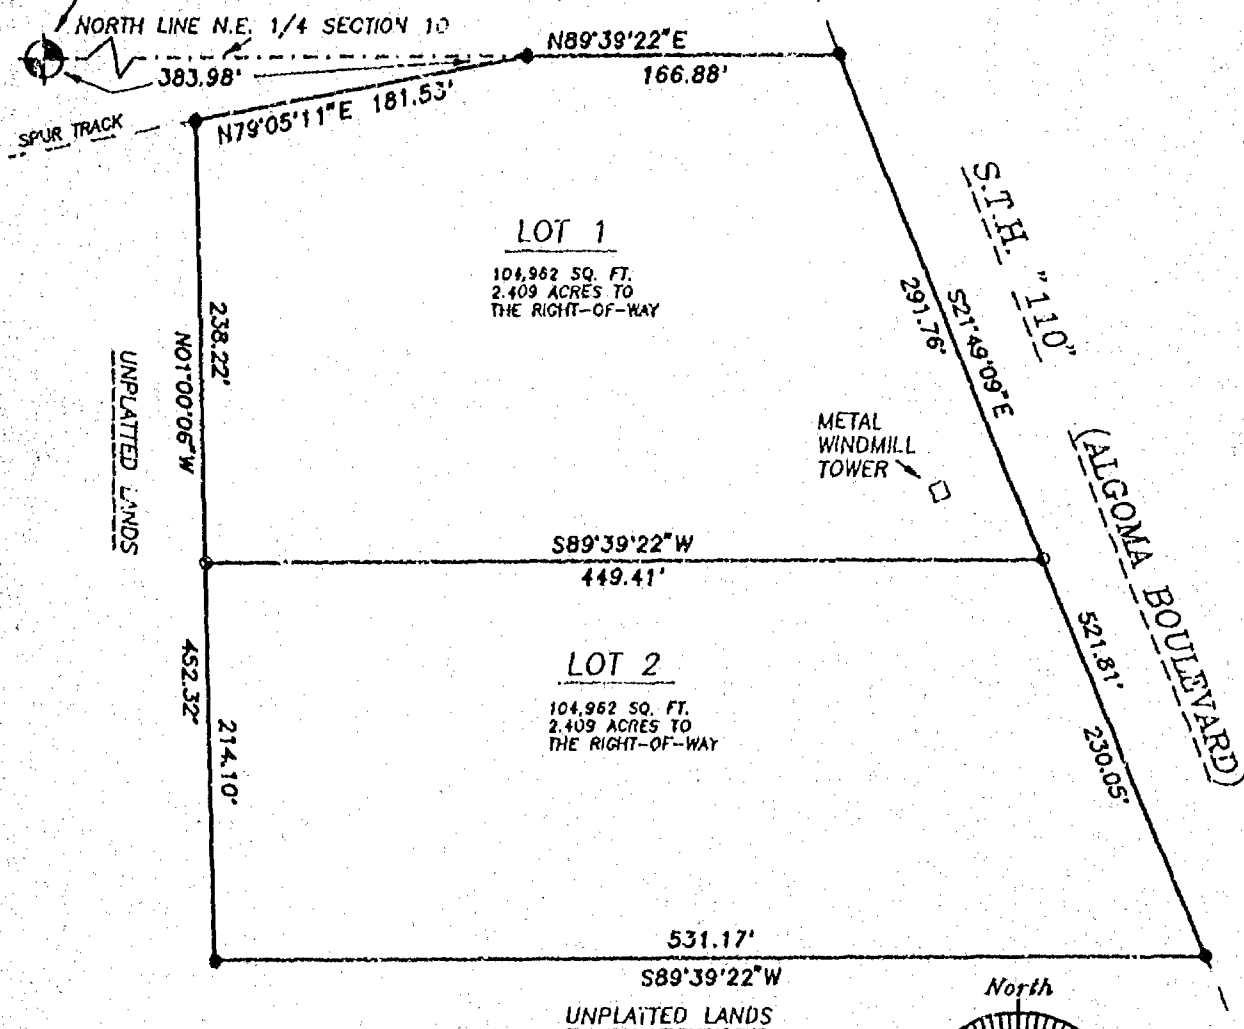 NORTH LINE N.E. 1/4 SECTION 10
N89°39'22"E
383.98'
166.88'
N79°05'11"E 181.53'
SPUR TRACK
S.T.H. "110"
LOT 1
104,962 SQ. FT.
2.409 ACRES TO
THE RIGHT-OF-WAY
238.22'
N01°00'06"W
UNPLATTED LANDS
291.76'
S21°49'09"E
METAL
WINDMILL
TOWER
(ALGOMA BOULEVARD)
S89°39'22"W
449.41'
LOT 2
104,962 SQ. FT.
2.409 ACRES TO
THE RIGHT-OF-WAY
452.32'
214.10'
521.81'
230.05'
531.17'
S89°39'22"W
UNPLATTED LANDS
North